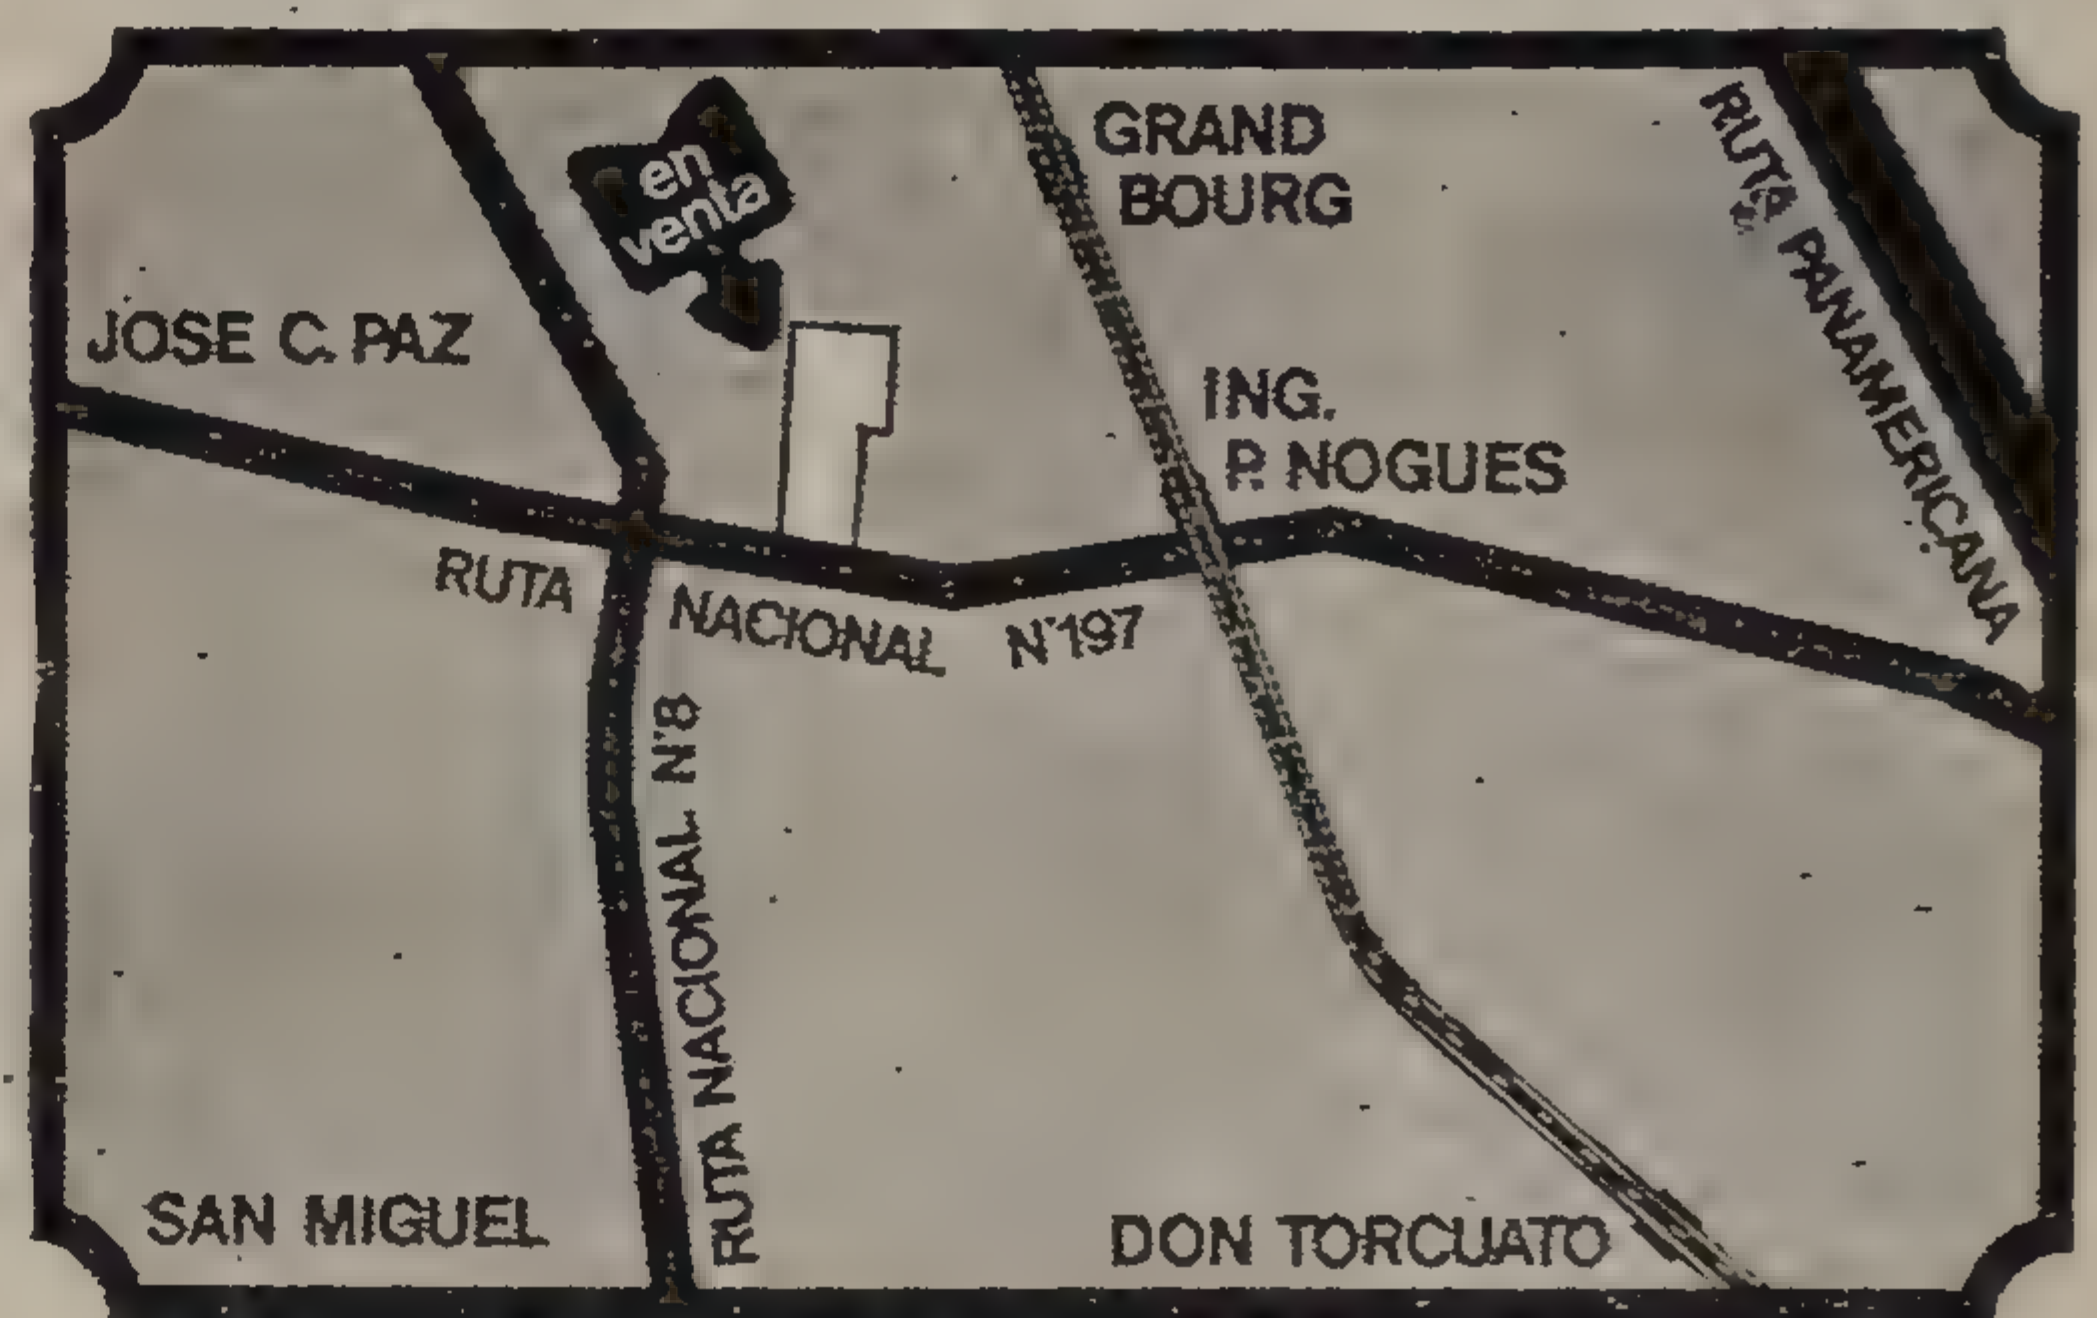 en
venta
GRAND
BOURG
RUTA PANAMERICANA
JOSE C. PAZ
ING.
P. NOGUES
RUTA NACIONAL N°197
RUTA NACIONAL N°8
SAN MIGUEL
DON TORCUATO